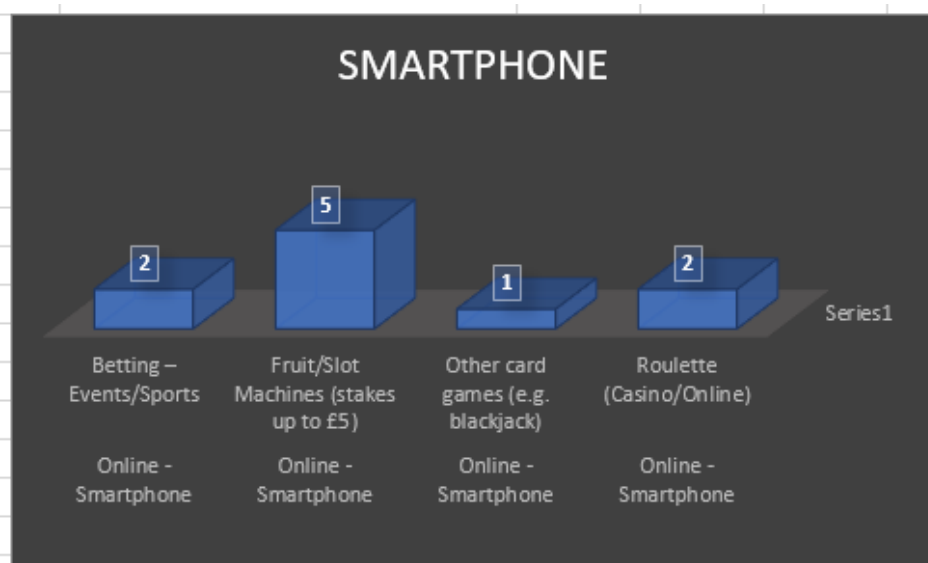 SMARTPHONE
2
5
1
2
Series1
Betting –
Events/Sports
Fruit/Slot
Machines (stakes
up to £5)
Other card
games (e.g.
blackjack)
Roulette
(Casino/Online)
Online -
Smartphone
Online -
Smartphone
Online -
Smartphone
Online -
Smartphone